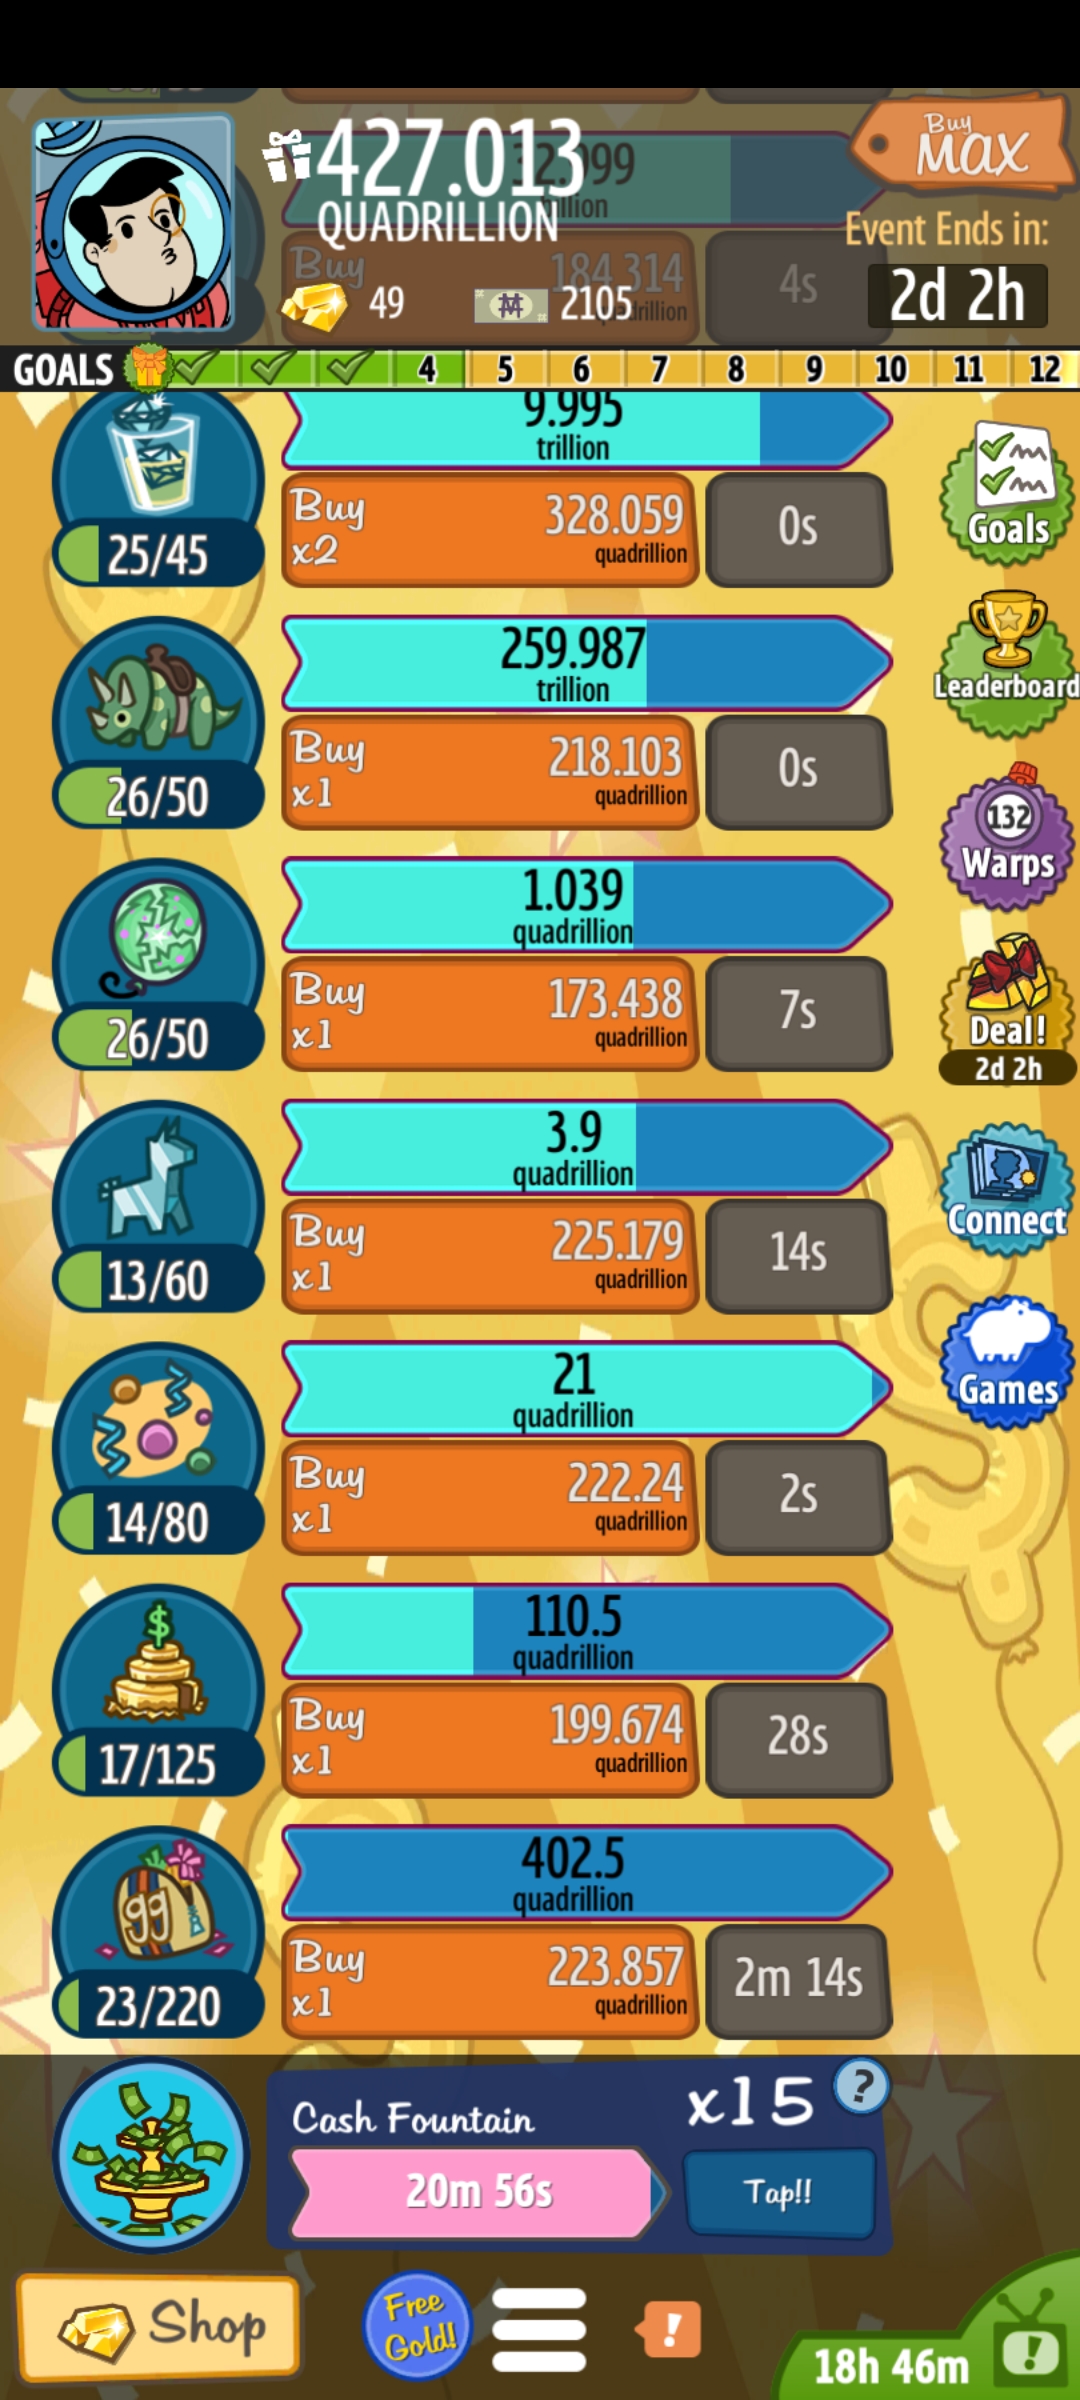 427.013
QUADRILLION
Buy
MAX
Event Ends in:
2d 2h
49
2105
Buy
184.314
4s
GOALS 4 5 6 7 8 9 10 11 12
9.995
trillion
Buy
x2
328.059
quadrillion
0s
25/45
Goals
259.987
trillion
Buy
x1
218.103
quadrillion
0s
26/50
Leaderboard
1.039
quadrillion
Buy
x1
173.438
quadrillion
7s
26/50
132
Warps
Deal!
2d 2h
3.9
quadrillion
Buy
x1
225.179
quadrillion
14s
13/60
Connect
21
quadrillion
Buy
x1
222.24
quadrillion
2s
14/80
Games
110.5
quadrillion
$
Buy
x1
199.674
quadrillion
28s
17/125
402.5
quadrillion
99
Buy
x1
223.857
quadrillion
2m 14s
23/220
Cash Fountain
x15
?
20m 56s
Tap!!
Shop
Free
Gold!
!
18h 46m
!